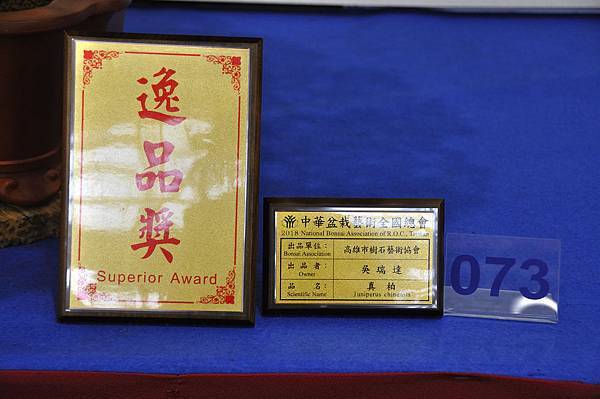 逸品獎
Superior Award
中華盆栽藝術全國總會
2018 National Bonsai Association of R.O.C., Taiwan
出品單位： 高雄市樹石藝術協會
Bonsai Association
出品者： 吳瑞達
Owner
品名： 真柏
Scientific Name Juniperus chinensis
073